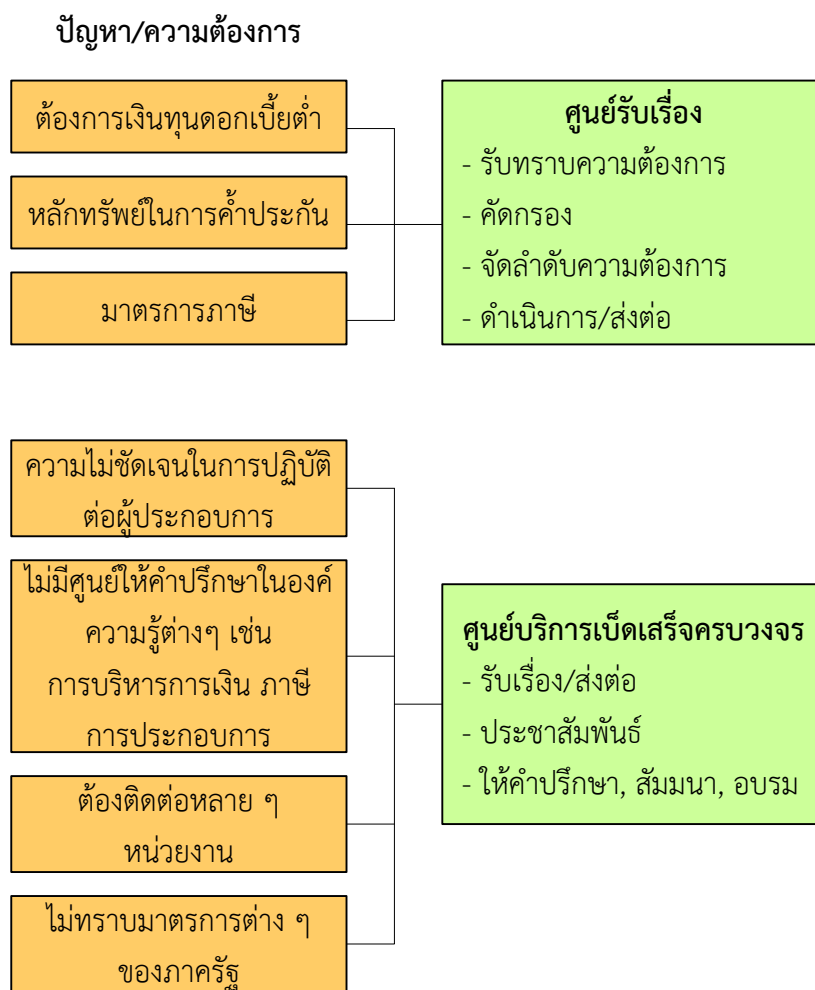 ปัญหา/ความต้องการ
ต้องการเงินทุนดอกเบี้ยต่ำ
หลักทรัพย์ในการค้ำประกัน
มาตรการภาษี
ศูนย์รับเรื่อง
- รับทราบความต้องการ
- คัดกรอง
- จัดลำดับความต้องการ
- ดำเนินการ/ส่งต่อ
ความไม่ชัดเจนในการปฏิบัติ
ต่อผู้ประกอบการ
ไม่มีศูนย์ให้คำปรึกษาในองค์
ความรู้ต่างๆ เช่น
การบริหารการเงิน ภาษี
การประกอบการ
ต้องติดต่อหลาย ๆ
หน่วยงาน
ไม่ทราบมาตรการต่าง ๆ
ของภาครัฐ
ศูนย์บริการเบ็ดเสร็จครบวงจร
- รับเรื่อง/ส่งต่อ
- ประชาสัมพันธ์
- ให้คำปรึกษา, สัมมนา, อบรม